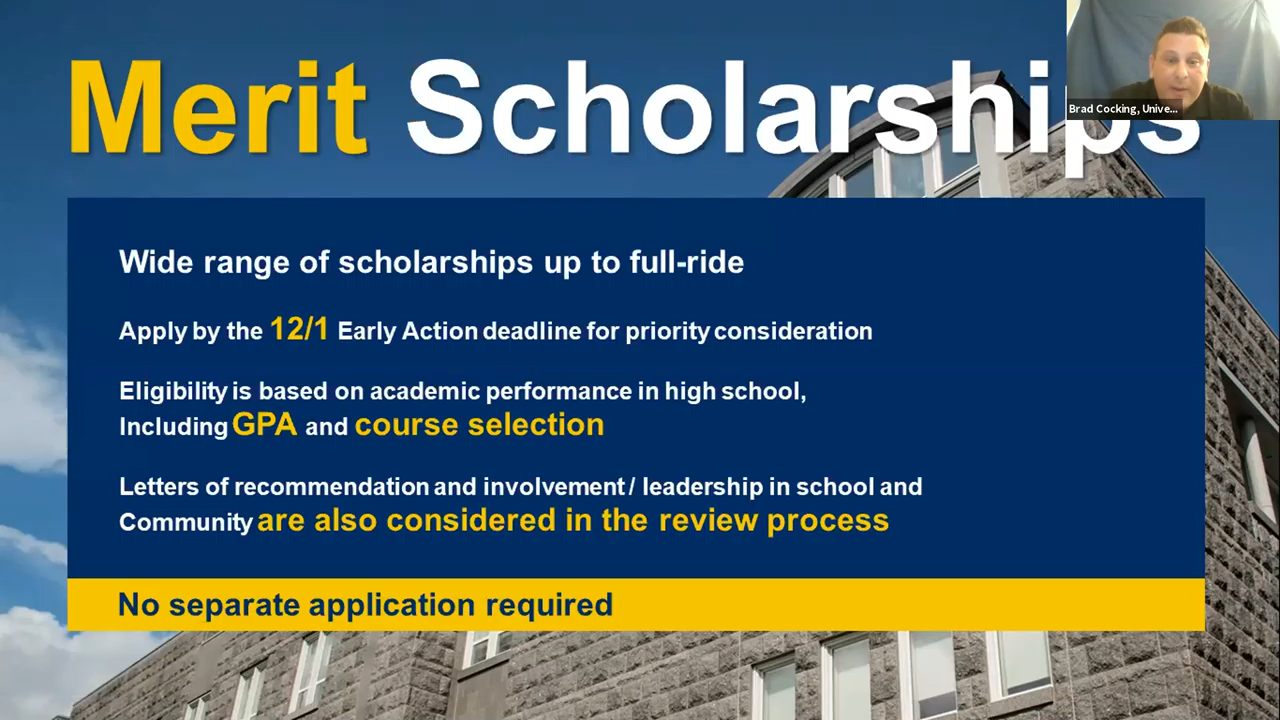 Merit Scholarships
Brad Cocking, Unive...
Wide range of scholarships up to full-ride
Apply by the 12/1 Early Action deadline for priority consideration
Eligibility is based on academic performance in high school,
Including GPA and course selection
Letters of recommendation and involvement / leadership in school and
Community are also considered in the review process
No separate application required